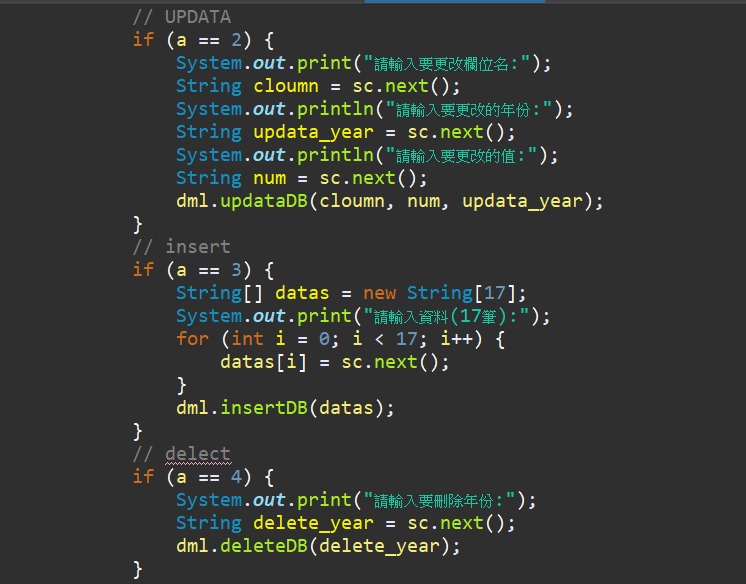 // UPDATA
if (a == 2) {
System.out.print("請輸入要更改欄位名:");
String cloumn = sc.next();
System.out.println("請輸入要更改的年份:");
String updata_year = sc.next();
System.out.println("請輸入要更改的值:");
String num = sc.next();
dml.updataDB(cloumn, num, updata_year);
}
// insert
if (a == 3) {
String[] datas = new String[17];
System.out.print("請輸入資料(17筆):");
for (int i = 0; i < 17; i++) {
datas[i] = sc.next();
}
dml.insertDB(datas);
}
// delect
if (a == 4) {
System.out.print("請輸入要刪除年份:");
String delete_year = sc.next();
dml.deleteDB(delete_year);
}